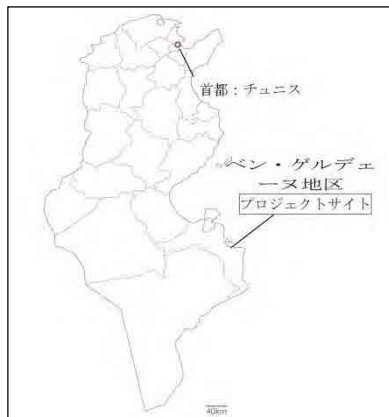 首都：チュニス
ベン・ゲルデェ
ーヌ地区
プロジェクトサイト
40km